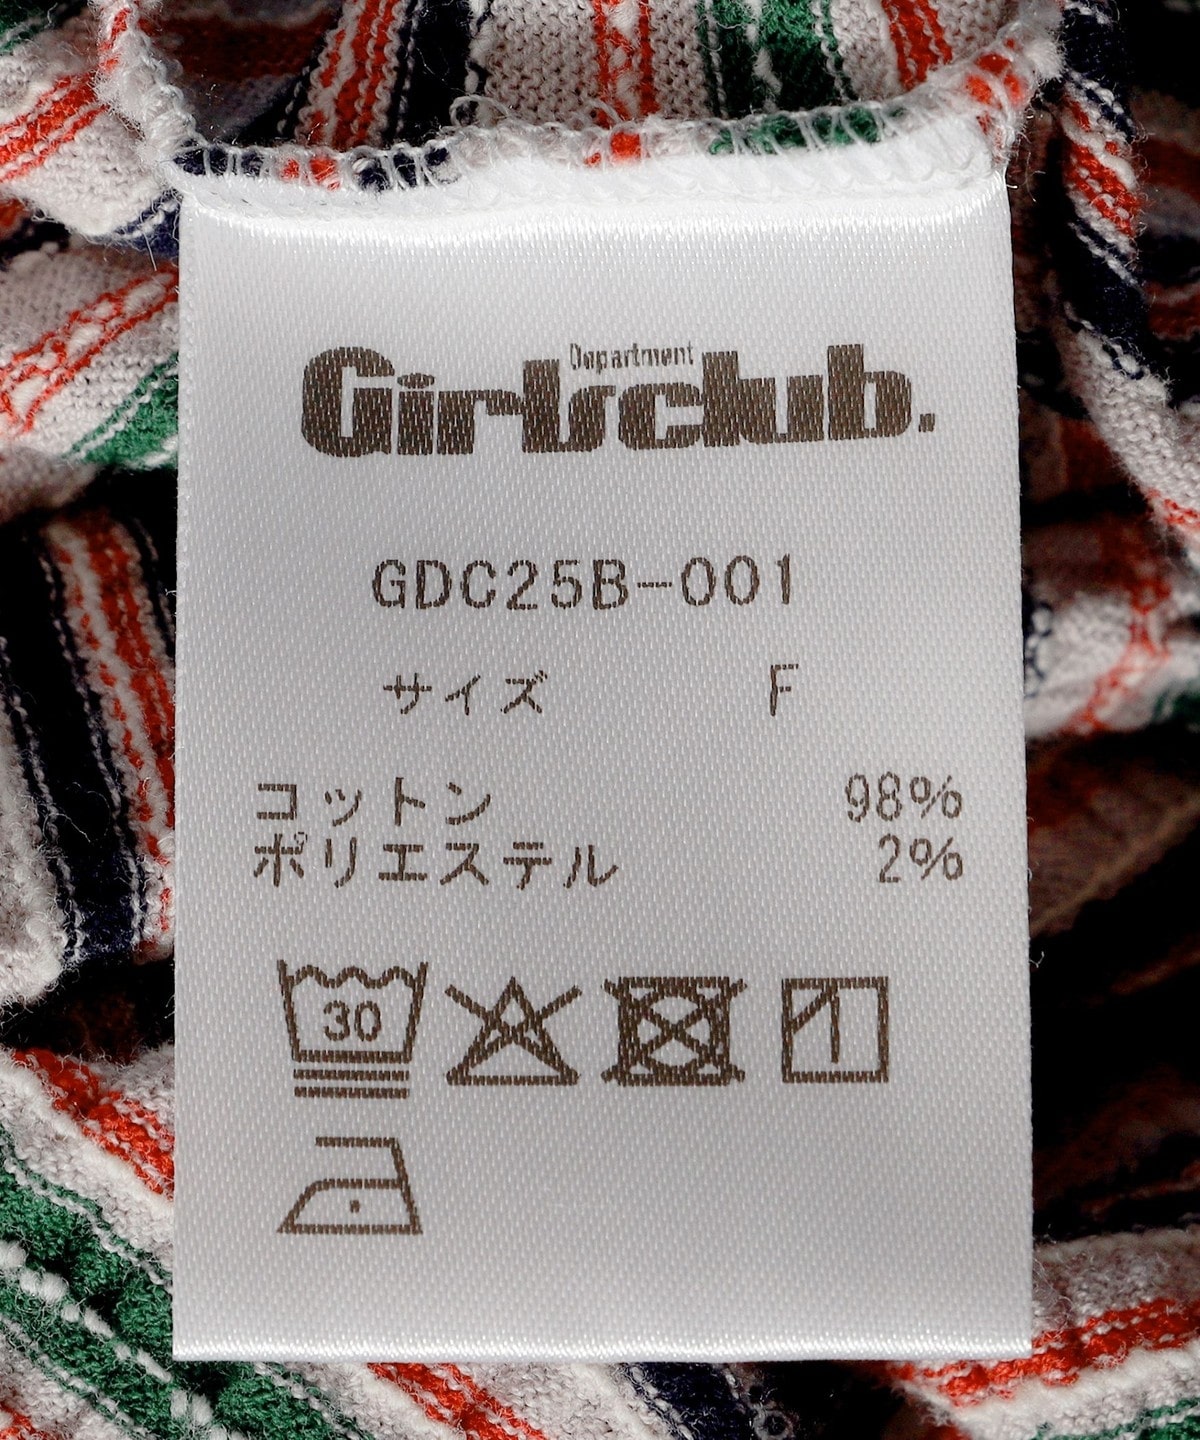 Department
Girlsclub.
GDC25B-001
サイズ F
コットン 98%
ポリエステル 2%
30